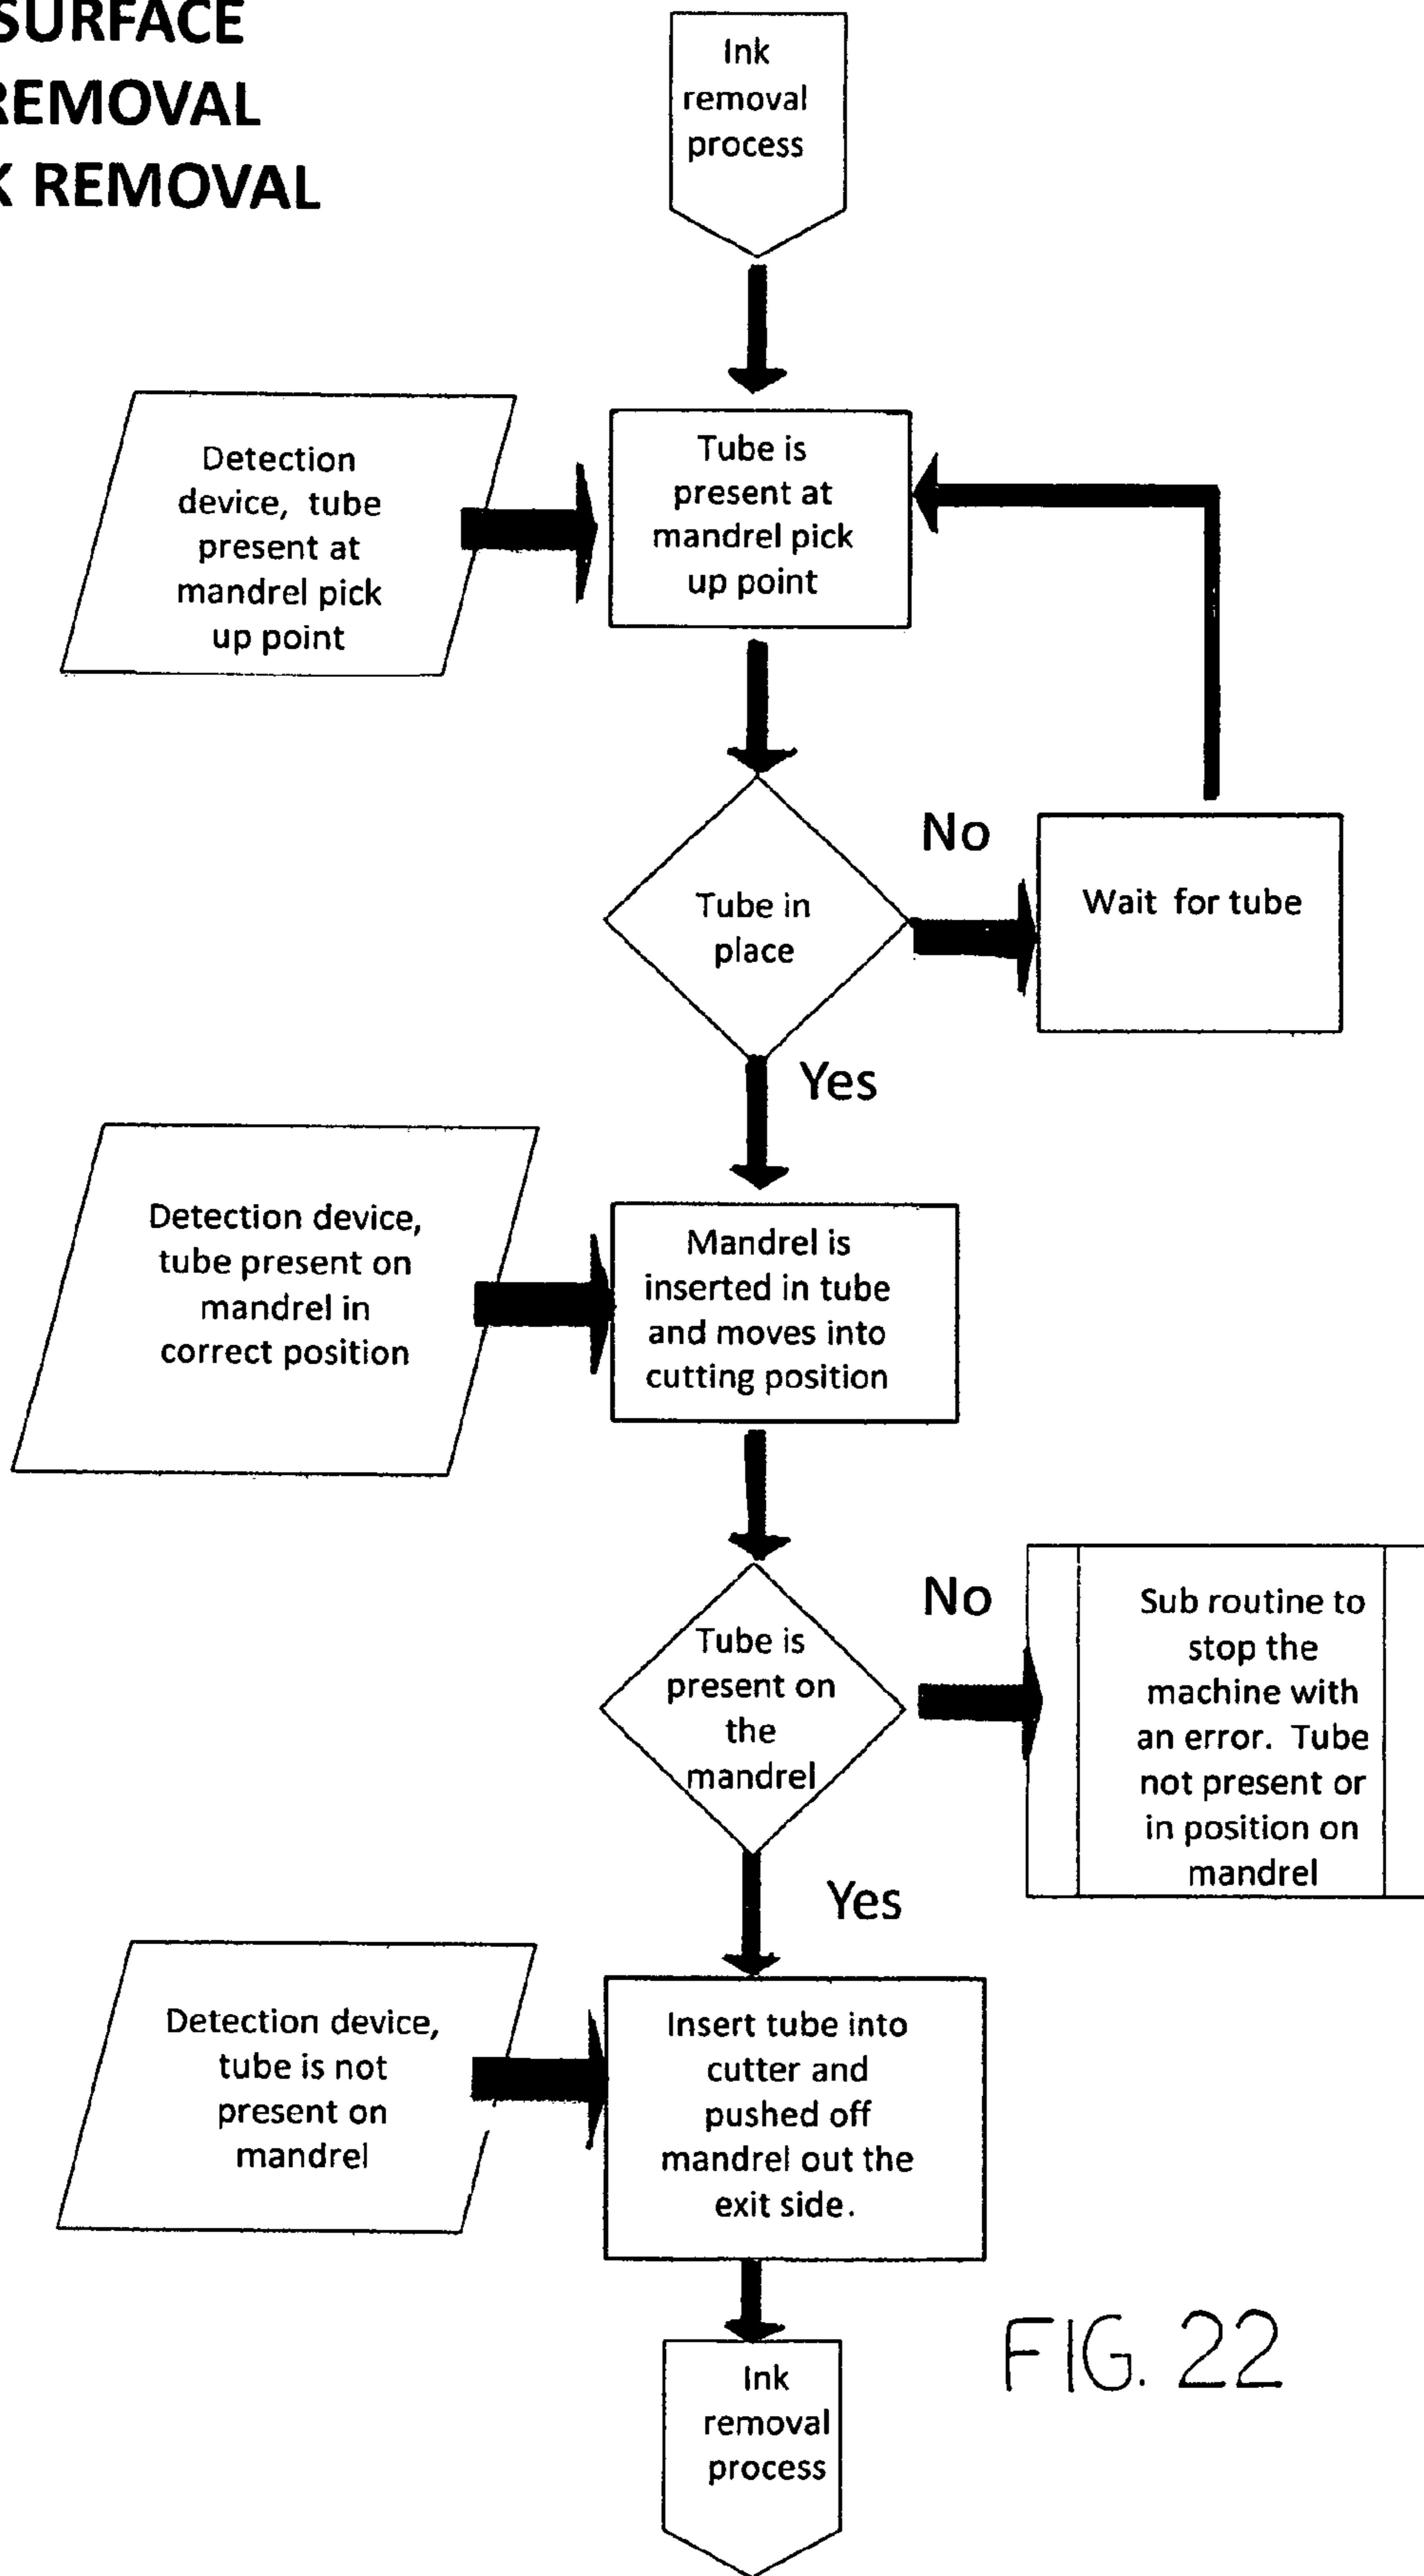 SURFACE
REMOVAL
K REMOVAL
Ink
removal
process
Detection
device, tube
present at
mandrel pick
up point
Tube is
present at
mandrel pick
up point
Tube in
place
No
Wait for tube
Yes
Detection device,
tube present on
mandrel in
correct position
Mandrel is
inserted in tube
and moves into
cutting position
Tube is
present on
the
mandrel
No
Sub routine to
stop the
machine with
an error. Tube
not present or
in position on
mandrel
Yes
Detection device,
tube is not
present on
mandrel
Insert tube into
cutter and
pushed off
mandrel out the
exit side.
Ink
removal
process
FIG. 22